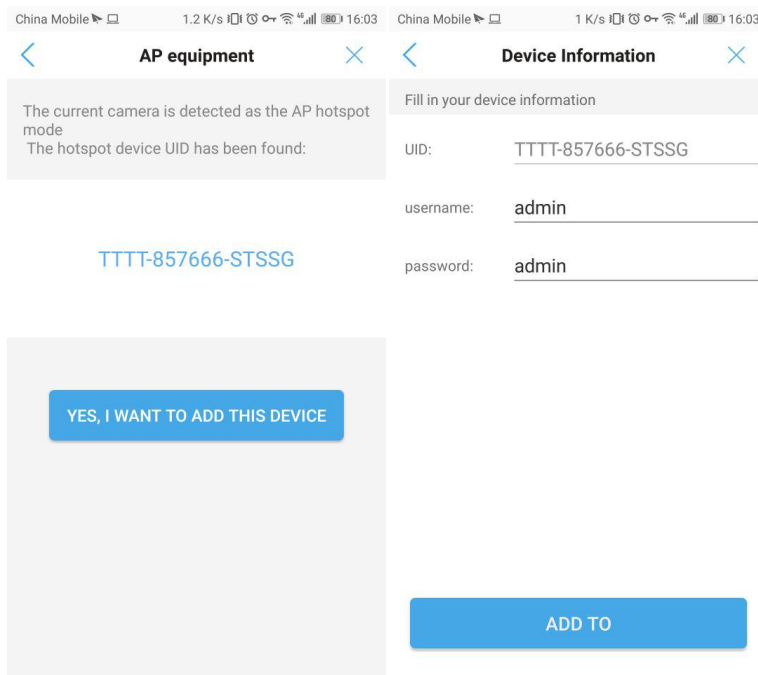 China Mobile 1.2 K/s 46 80 16:03
AP equipment
The current camera is detected as the AP hotspot
mode
The hotspot device UID has been found:
TTTT-857666-STSSG
YES, I WANT TO ADD THIS DEVICE
China Mobile 1 K/s 46 80 16:03
Device Information
Fill in your device information
UID: TTTT-857666-STSSG
username: admin
password: admin
ADD TO